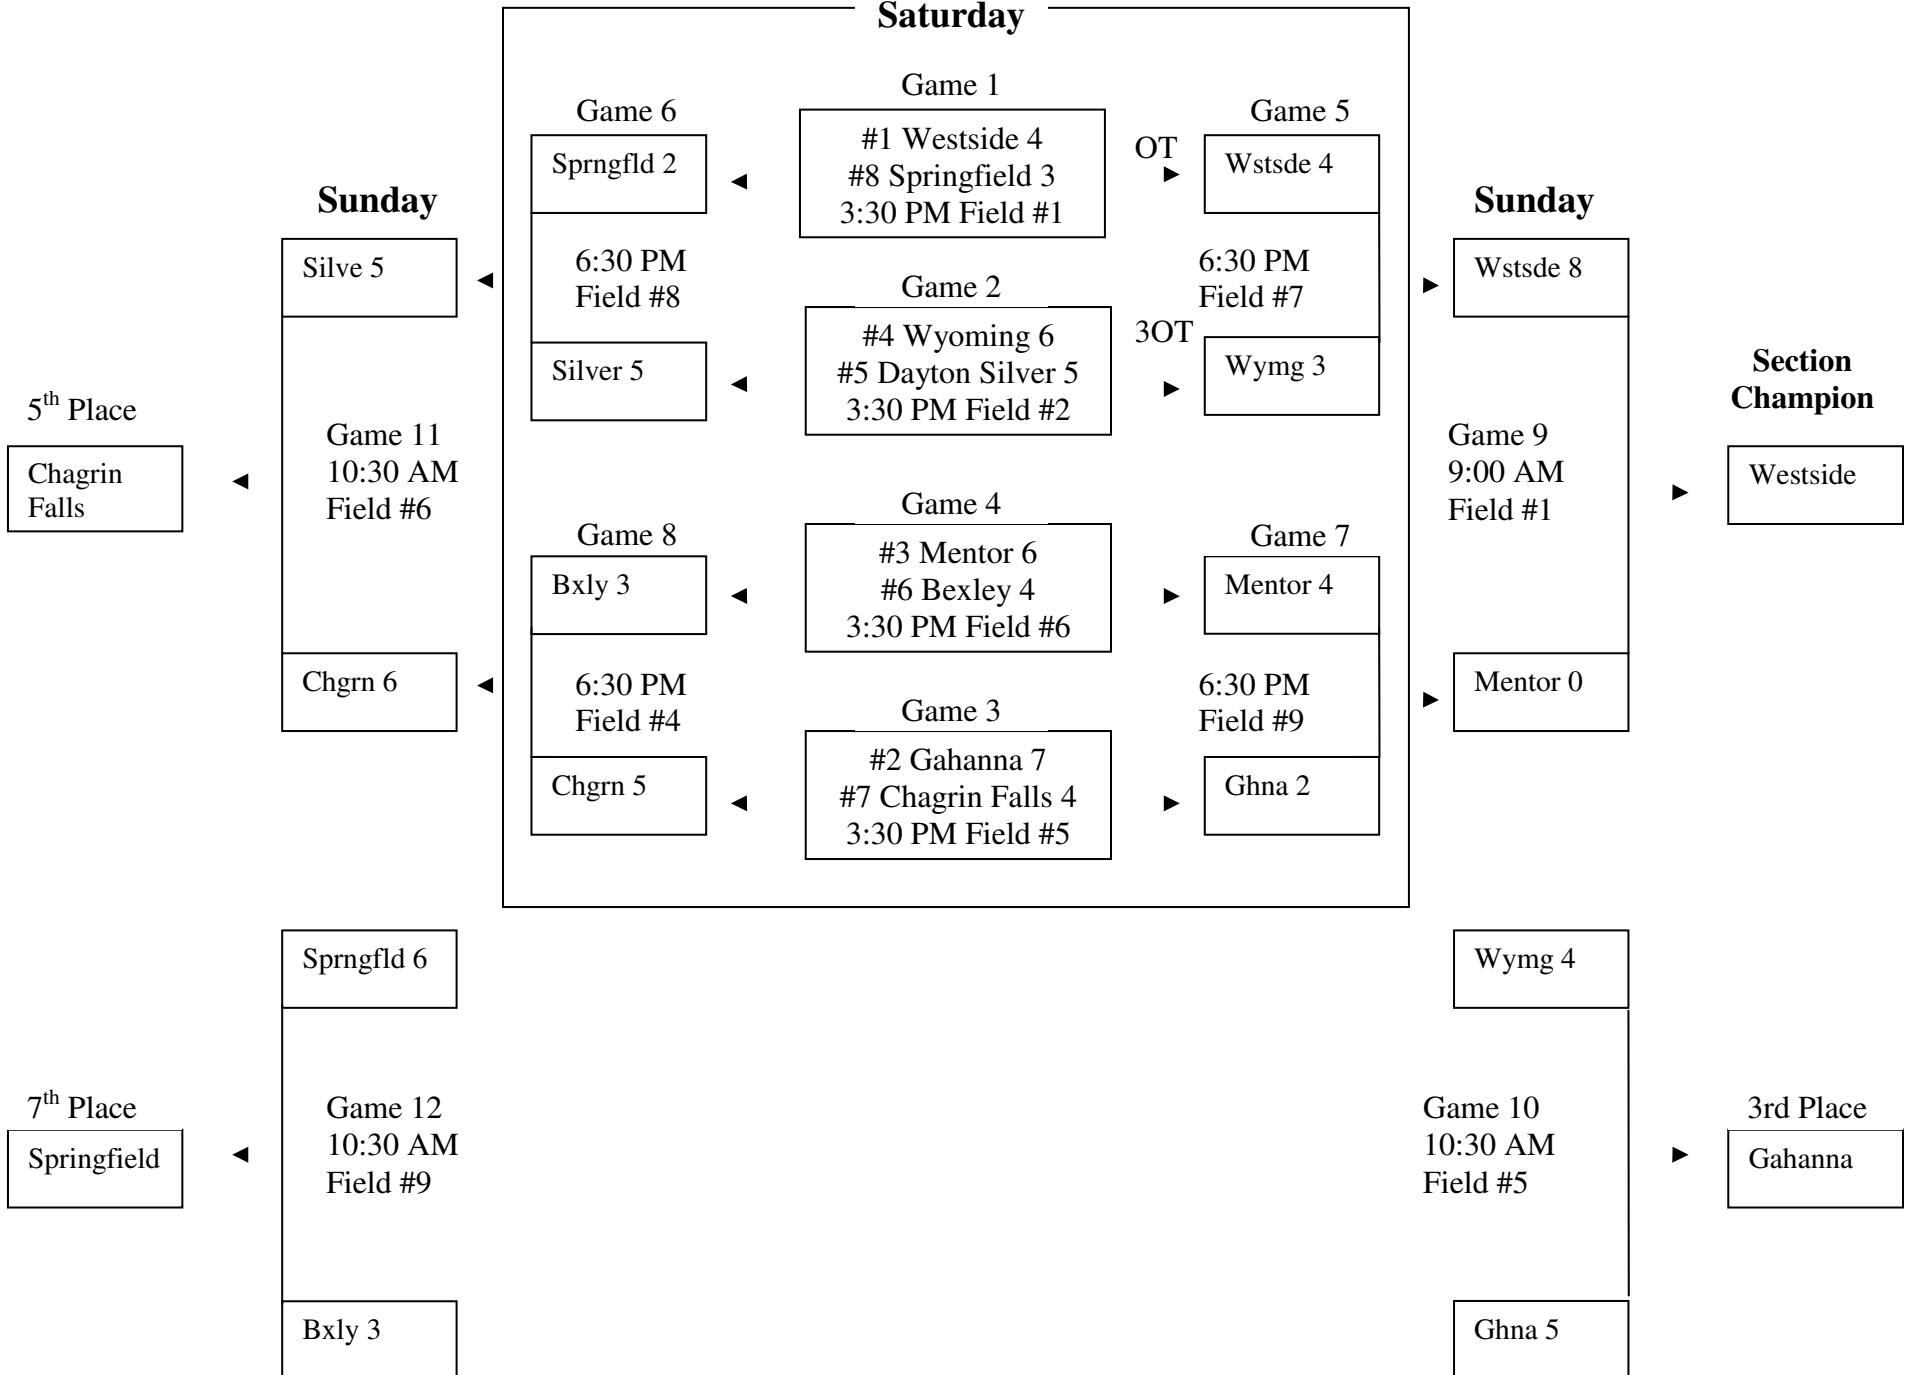 Saturday
Game 1
Game 6
Game 5
#1 Westside 4
#8 Springfield 3
3:30 PM Field #1
OT
Sprngfld 2
Wstsde 4
Sunday
Sunday
Silve 5
6:30 PM
Field #8
Game 2
6:30 PM
Field #7
Wstsde 8
#4 Wyoming 6
#5 Dayton Silver 5
3:30 PM Field #2
3OT
Silver 5
Wymg 3
Section
Champion
5th Place
Chagrin
Falls
Game 11
10:30 AM
Field #6
Game 9
9:00 AM
Field #1
Westside
Game 4
Game 8
Game 7
#3 Mentor 6
#6 Bexley 4
3:30 PM Field #6
Bxly 3
Mentor 4
Chgrn 6
6:30 PM
Field #4
Game 3
6:30 PM
Field #9
Mentor 0
#2 Gahanna 7
#7 Chagrin Falls 4
3:30 PM Field #5
Chgrn 5
Ghna 2
Sprngfld 6
Wymg 4
7th Place
Springfield
Game 12
10:30 AM
Field #9
Game 10
10:30 AM
Field #5
3rd Place
Gahanna
Bxly 3
Ghna 5